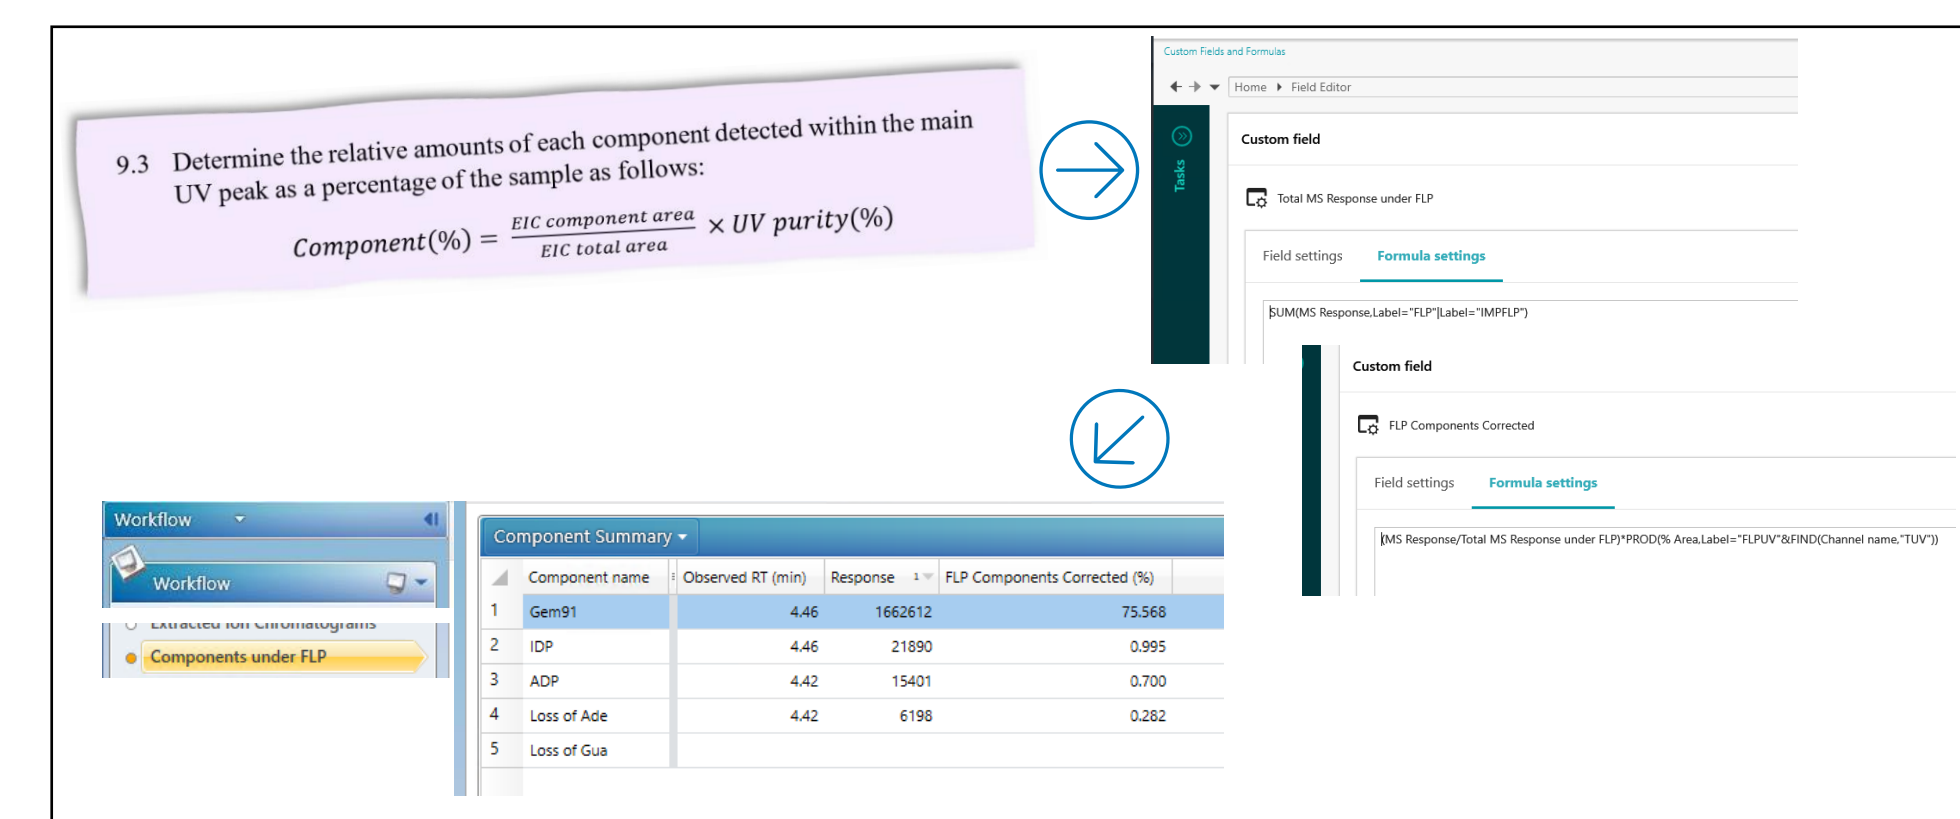 9.3 Determine the relative amounts of each component detected within the main
UV peak as a percentage of the sample as follows:
Component(%) = EIC component area / EIC total area × UV purity(%)
Custom Fields and Formulas
Home Field Editor
Tasks
Custom field
Total MS Response under FLP
Field settings Formula settings
SUM(MS Response,Label="FLP"|Label="IMPFLP")
Custom field
FLP Components Corrected
Field settings Formula settings
(MS Response/Total MS Response under FLP)*PROD(% Area,Label="FLPUV"&FIND(Channel name,"TUV"))
Workflow
Workflow
Extracted Ion Chromatograms
Components under FLP
Component Summary
Component name Observed RT (min) Response 1 FLP Components Corrected (%)
1 Gem91 4.46 1662612 75.568
2 IDP 4.46 21890 0.995
3 ADP 4.42 15401 0.700
4 Loss of Ade 4.42 6198 0.282
5 Loss of Gua